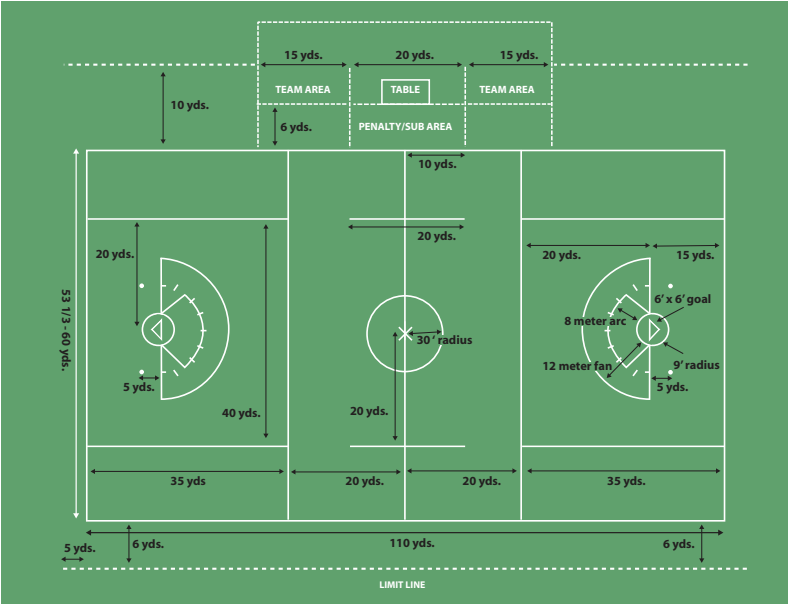 15 yds.
20 yds.
15 yds.
TEAM AREA
TABLE
TEAM AREA
10 yds.
6 yds.
PENALTY/SUB AREA
10 yds.
20 yds.
20 yds.
20 yds.
15 yds.
53 1/3 - 60 yds.
6' x 6' goal
8 meter arc
30 ' radius
12 meter fan
9' radius
5 yds.
5 yds.
40 yds.
20 yds.
35 yds
20 yds.
20 yds.
35 yds.
5 yds.
6 yds.
110 yds.
6 yds.
LIMIT LINE